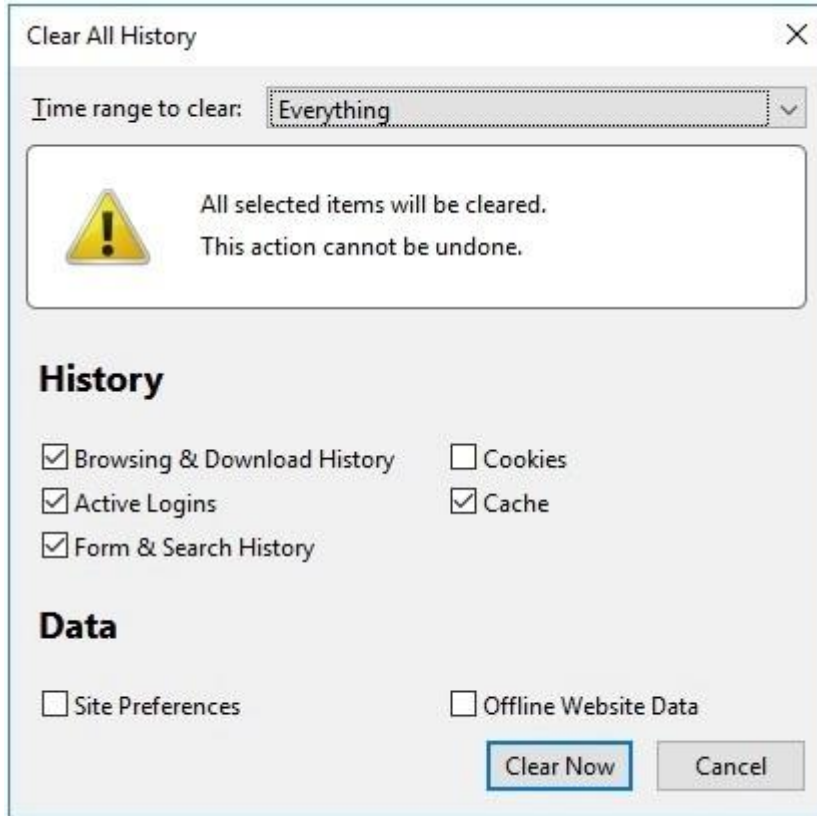 Clear All History
Time range to clear: Everything
All selected items will be cleared.
This action cannot be undone.
History
Browsing & Download History Cookies
Active Logins Cache
Form & Search History
Data
Site Preferences Offline Website Data
Clear Now Cancel